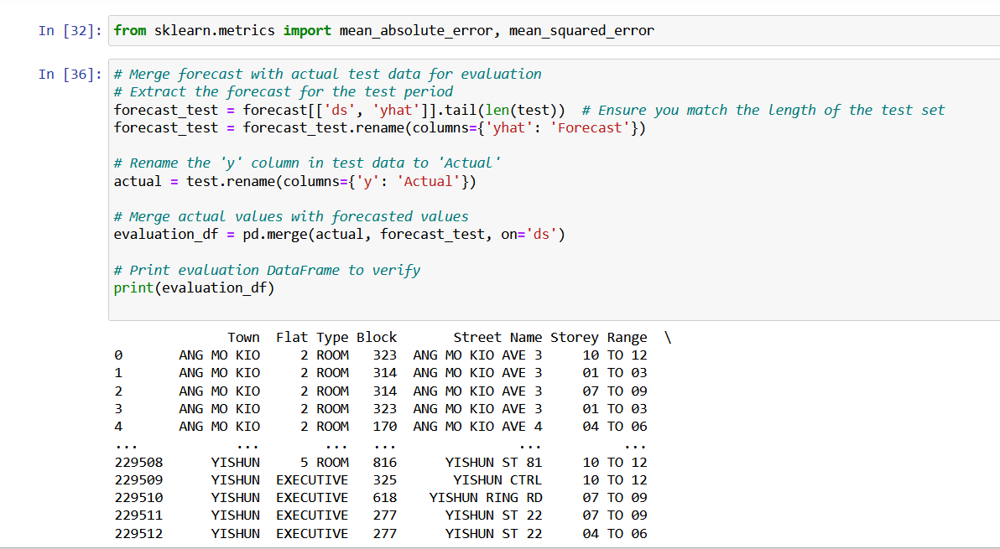 In [32]: from sklearn.metrics import mean_absolute_error, mean_squared_error
In [36]: # Merge forecast with actual test data for evaluation
# Extract the forecast for the test period
forecast_test = forecast[['ds', 'yhat']].tail(len(test))  # Ensure you match the length of the test set
forecast_test = forecast_test.rename(columns={'yhat': 'Forecast'})
# Rename the 'y' column in test data to 'Actual'
actual = test.rename(columns={'y': 'Actual'})
# Merge actual values with forecasted values
evaluation_df = pd.merge(actual, forecast_test, on='ds')
# Print evaluation DataFrame to verify
print(evaluation_df)
Town  Flat Type Block       Street Name Storey Range  \
0       ANG MO KIO     2 ROOM   323  ANG MO KIO AVE 3     10 TO 12
1       ANG MO KIO     2 ROOM   314  ANG MO KIO AVE 3     01 TO 03
2       ANG MO KIO     2 ROOM   314  ANG MO KIO AVE 3     07 TO 09
3       ANG MO KIO     2 ROOM   323  ANG MO KIO AVE 3     01 TO 03
4       ANG MO KIO     2 ROOM   170  ANG MO KIO AVE 4     04 TO 06
...            ...        ...   ...               ...          ...
229508      YISHUN     5 ROOM   816      YISHUN ST 81     10 TO 12
229509      YISHUN  EXECUTIVE   325       YISHUN CTRL     10 TO 12
229510      YISHUN  EXECUTIVE   618    YISHUN RING RD     07 TO 09
229511      YISHUN  EXECUTIVE   277      YISHUN ST 22     07 TO 09
229512      YISHUN  EXECUTIVE   277      YISHUN ST 22     04 TO 06